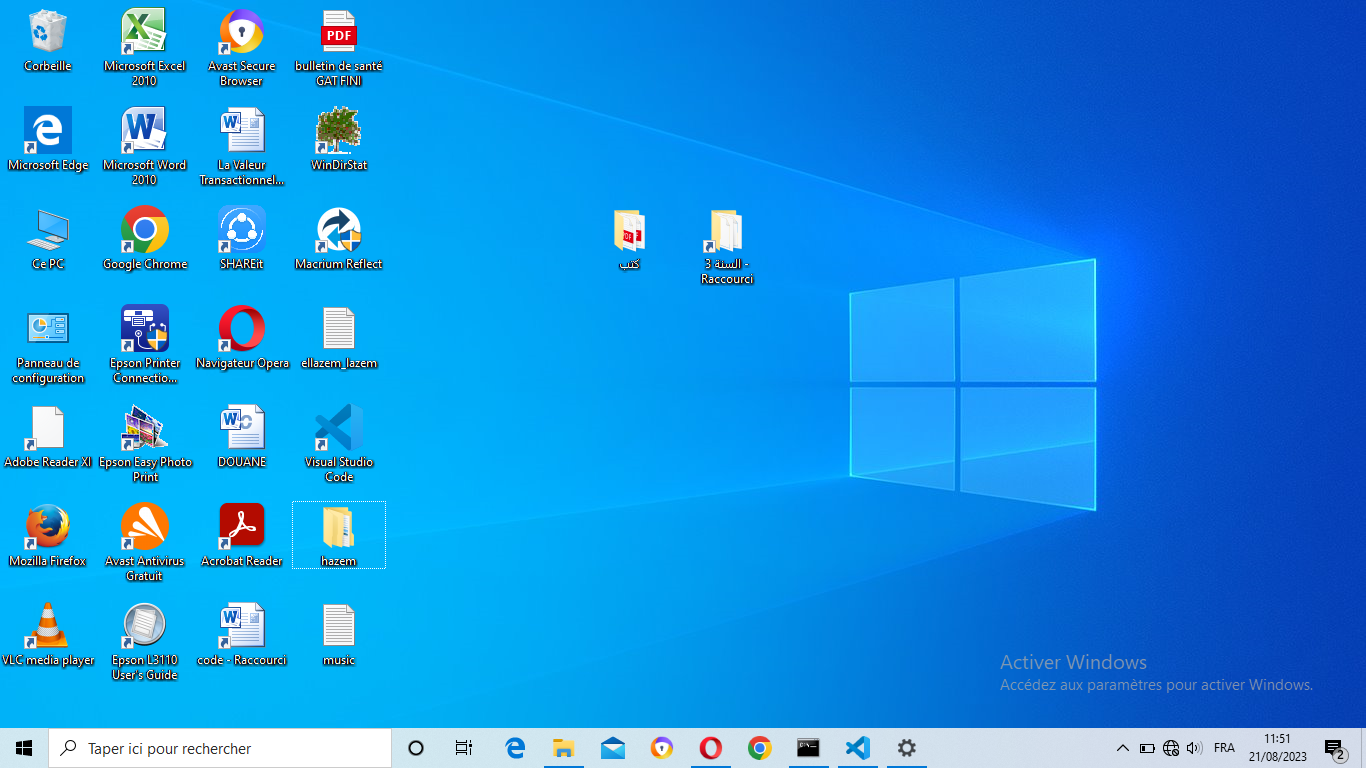 Corbeille
Microsoft Excel
2010
Avast Secure
Browser
PDF
bulletin de santé
GAT FINI
Microsoft Edge
Microsoft Word
2010
La Valeur
Transactionnel...
WinDirStat
Ce PC
Google Chrome
SHAREit
Macrium Reflect
PDF
كتب
السنة 3 -
Raccourci
Panneau de
configuration
Epson Printer
Connectio...
Navigateur Opera
ellazem_lazem
Adobe Reader XI
Epson Easy Photo
Print
DOUANE
Visual Studio
Code
Mozilla Firefox
Avast Antivirus
Gratuit
Acrobat Reader
hazem
VLC media player
Epson L3110
User's Guide
code - Raccourci
music
Activer Windows
Accédez aux paramètres pour activer Windows.
Taper ici pour rechercher
FRA
11:51
21/08/2023
2